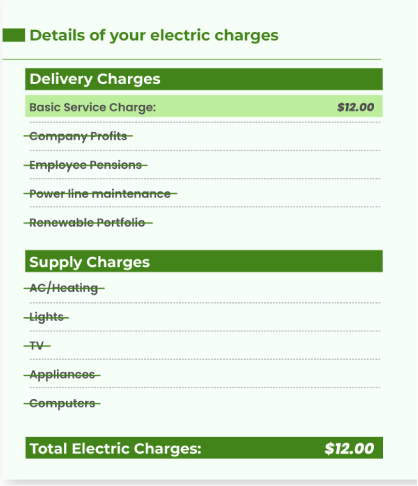 Details of your electric charges
Delivery Charges
Basic Service Charge: $12.00
Company Profits
Employee Pensions
Power line maintenance
Renewable Portfolio
Supply Charges
AC/Heating
Lights
TV
Appliances
Computers
Total Electric Charges: $12.00